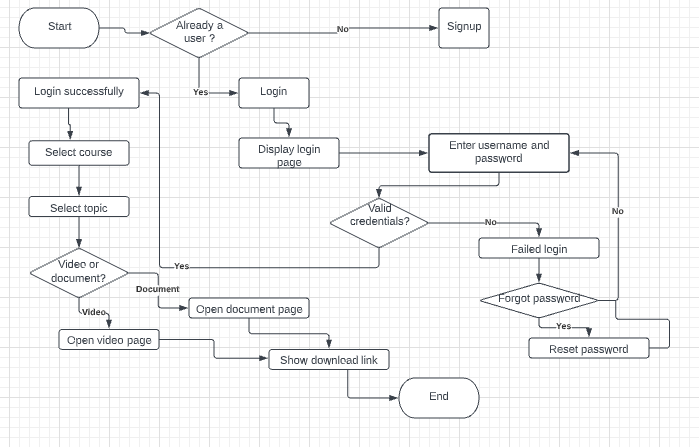 Start
Already a
user ?
No
Signup
Yes
Login successfully
Login
Select course
Display login
page
Enter username and
password
Select topic
Valid
credentials?
No
No
Failed login
Yes
Video or
document?
Document
Forgot password
Open document page
Video
Yes
Open video page
Reset password
Show download link
End